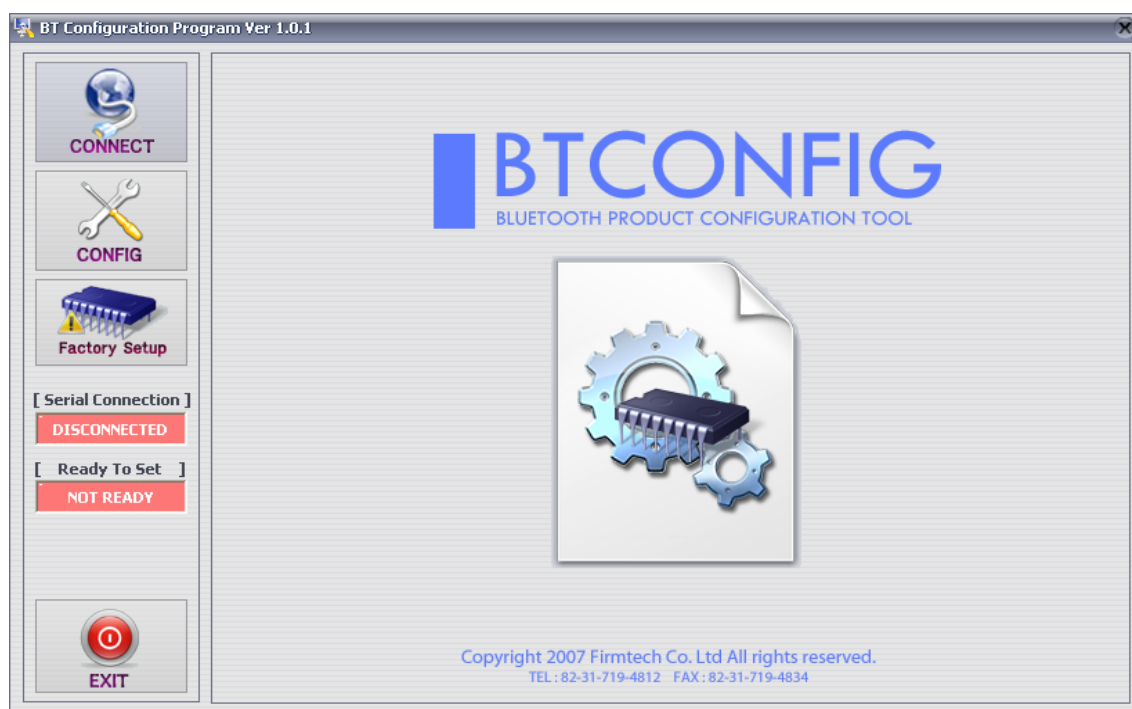 BT Configuration Program Ver 1.0.1
CONNECT
CONFIG
Factory Setup
[ Serial Connection ]
DISCONNECTED
[ Ready To Set ]
NOT READY
EXIT
BTCONFIG
BLUETOOTH PRODUCT CONFIGURATION TOOL
Copyright 2007 Firmtech Co. Ltd All rights reserved.
TEL : 82-31-719-4812 FAX : 82-31-719-4834